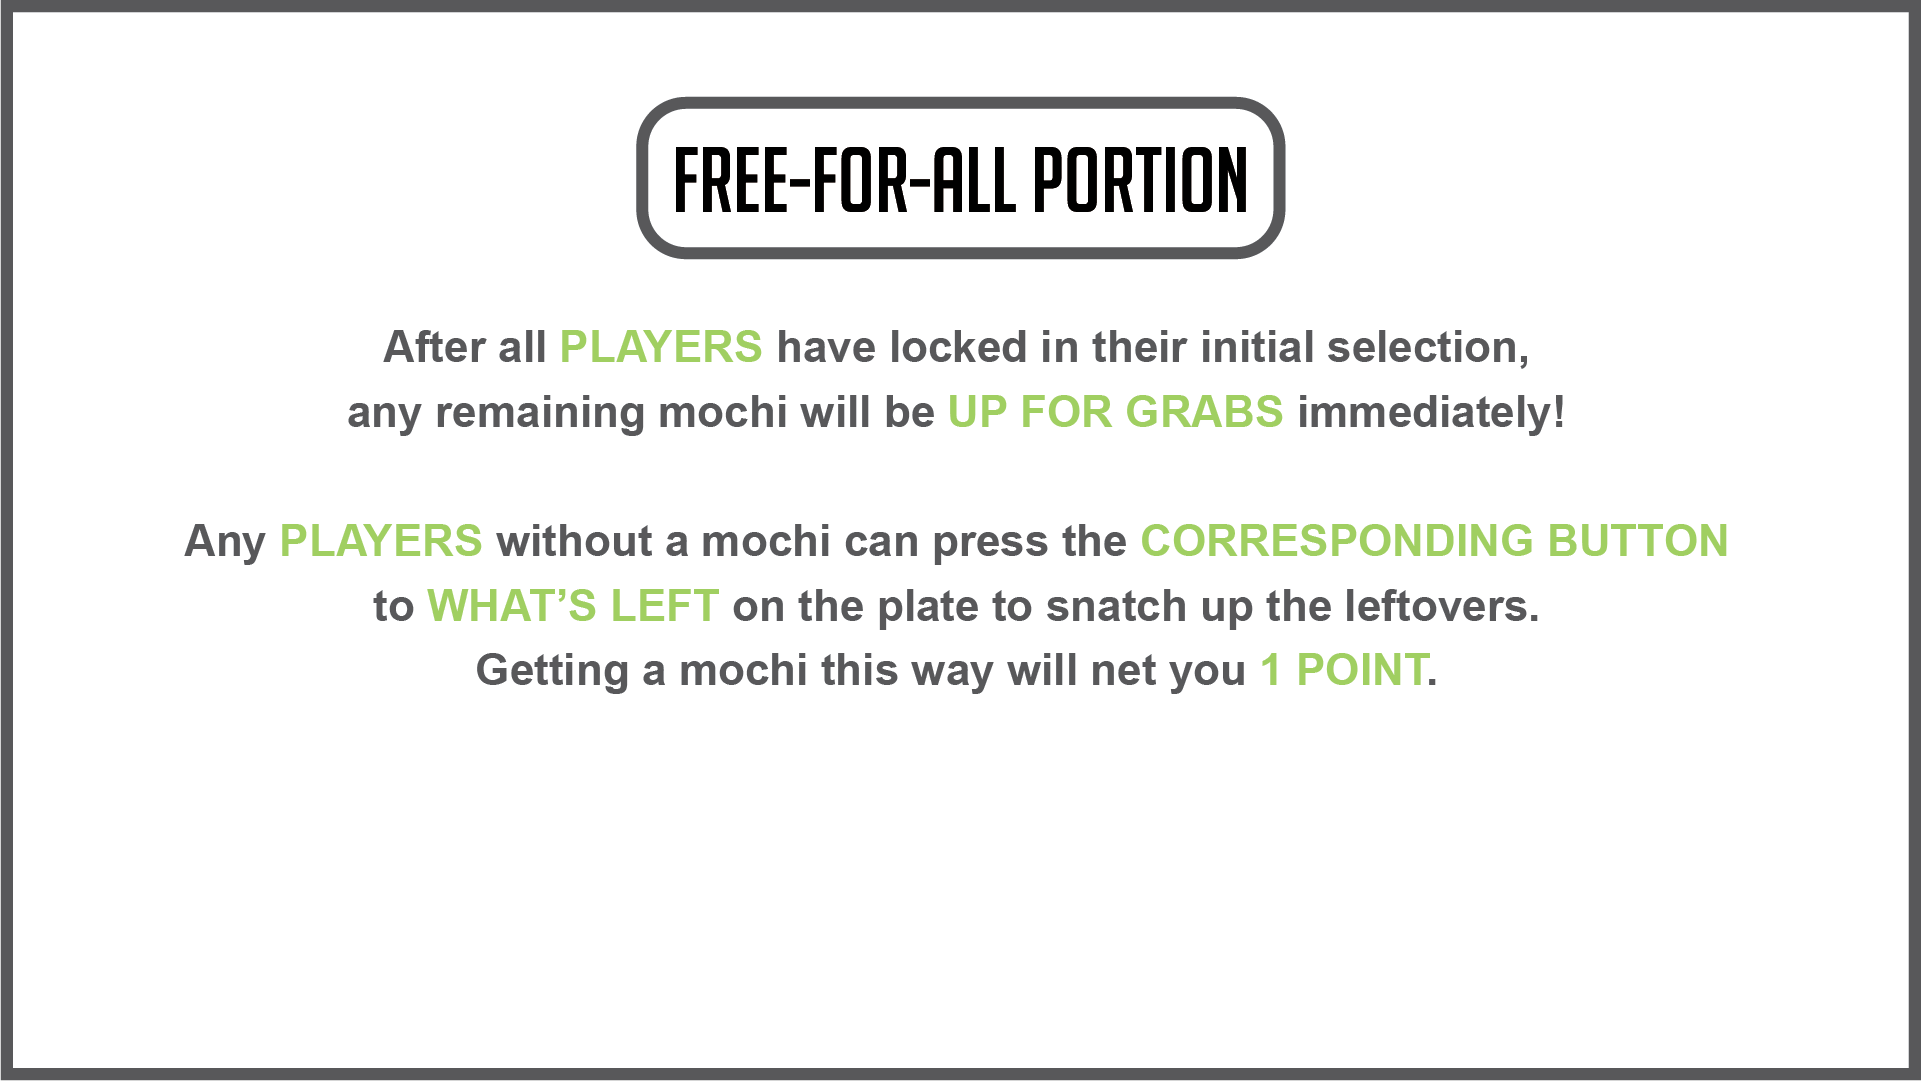 FREE-FOR-ALL PORTION
After all PLAYERS have locked in their initial selection,
any remaining mochi will be UP FOR GRABS immediately!
Any PLAYERS without a mochi can press the CORRESPONDING BUTTON
to WHAT’S LEFT on the plate to snatch up the leftovers.
Getting a mochi this way will net you 1 POINT.